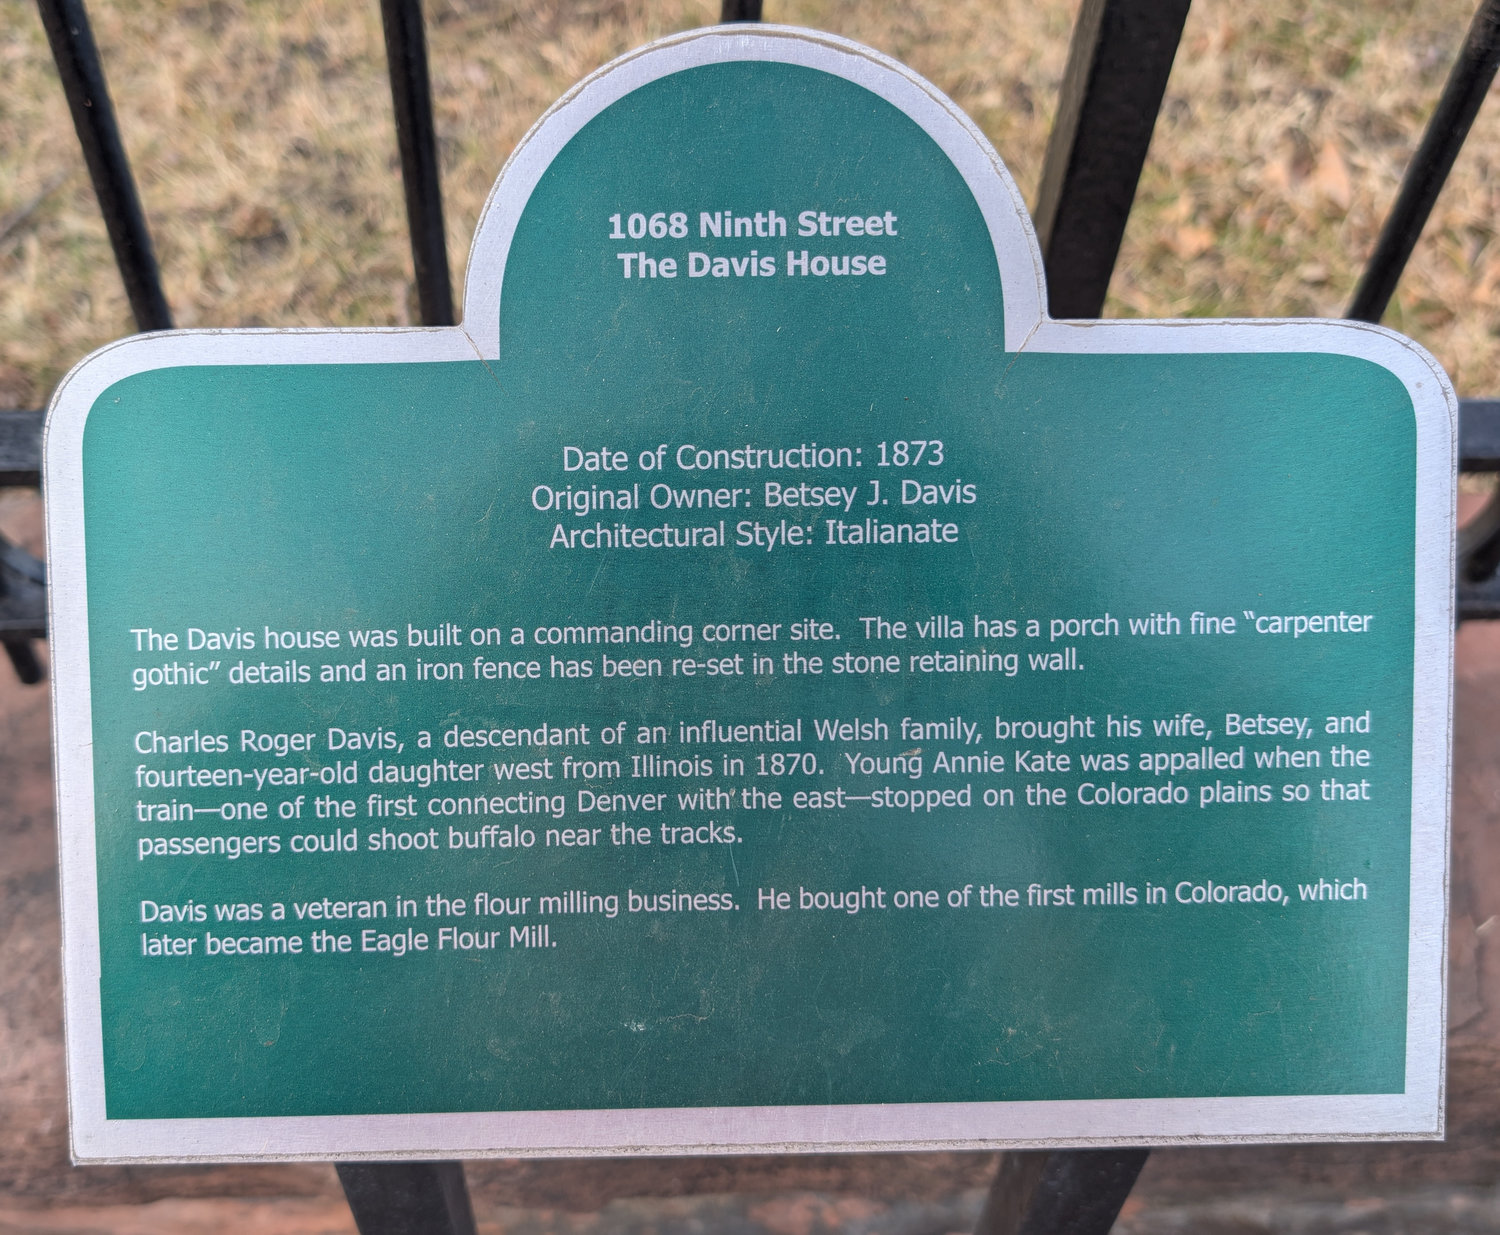 1068 Ninth Street
The Davis House
Date of Construction: 1873
Original Owner: Betsey J. Davis
Architectural Style: Italianate
The Davis house was built on a commanding corner site.  The villa has a porch with fine “carpenter
gothic” details and an iron fence has been re-set in the stone retaining wall.
Charles Roger Davis, a descendant of an influential Welsh family, brought his wife, Betsey, and
fourteen-year-old daughter west from Illinois in 1870.  Young Annie Kate was appalled when the
train—one of the first connecting Denver with the east—stopped on the Colorado plains so that
passengers could shoot buffalo near the tracks.
Davis was a veteran in the flour milling business.  He bought one of the first mills in Colorado, which
later became the Eagle Flour Mill.